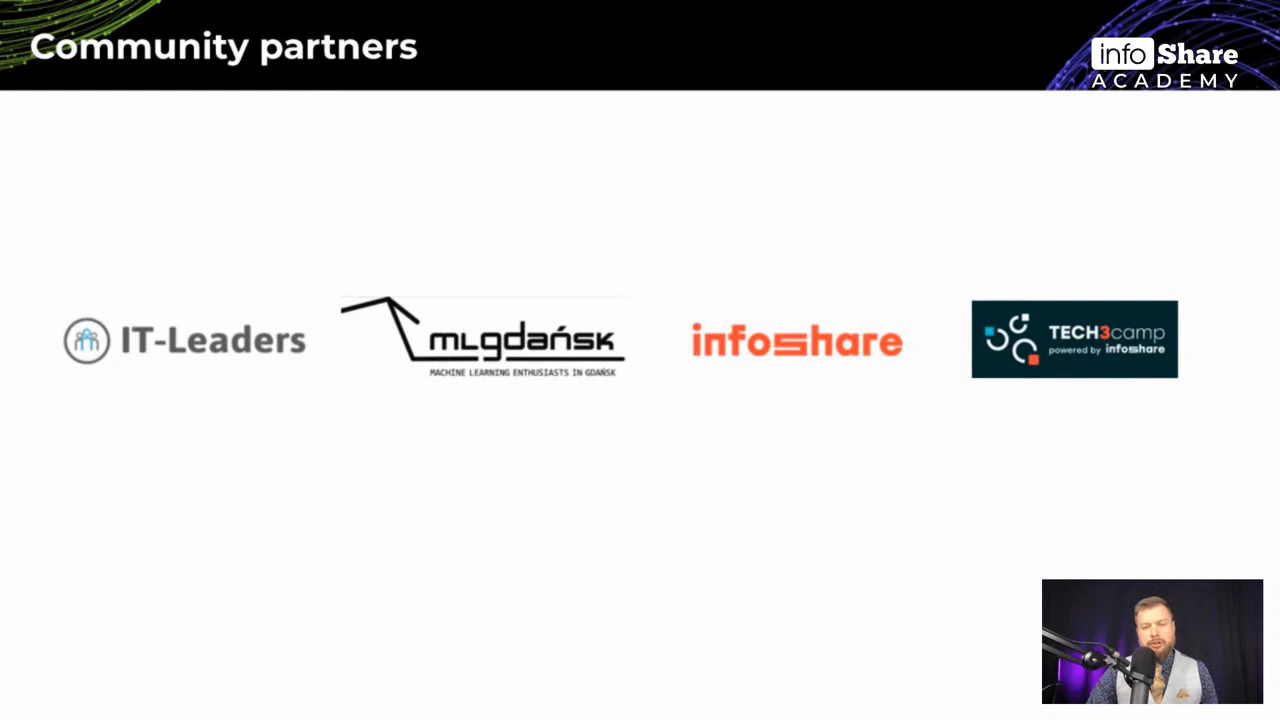 Community partners
info Share
ACADEMY
IT-Leaders
mlgdańsk
MACHINE LEARNING ENTHUSIASTS IN GDAŃSK
infoshare
TECH3camp
powered by infoshare